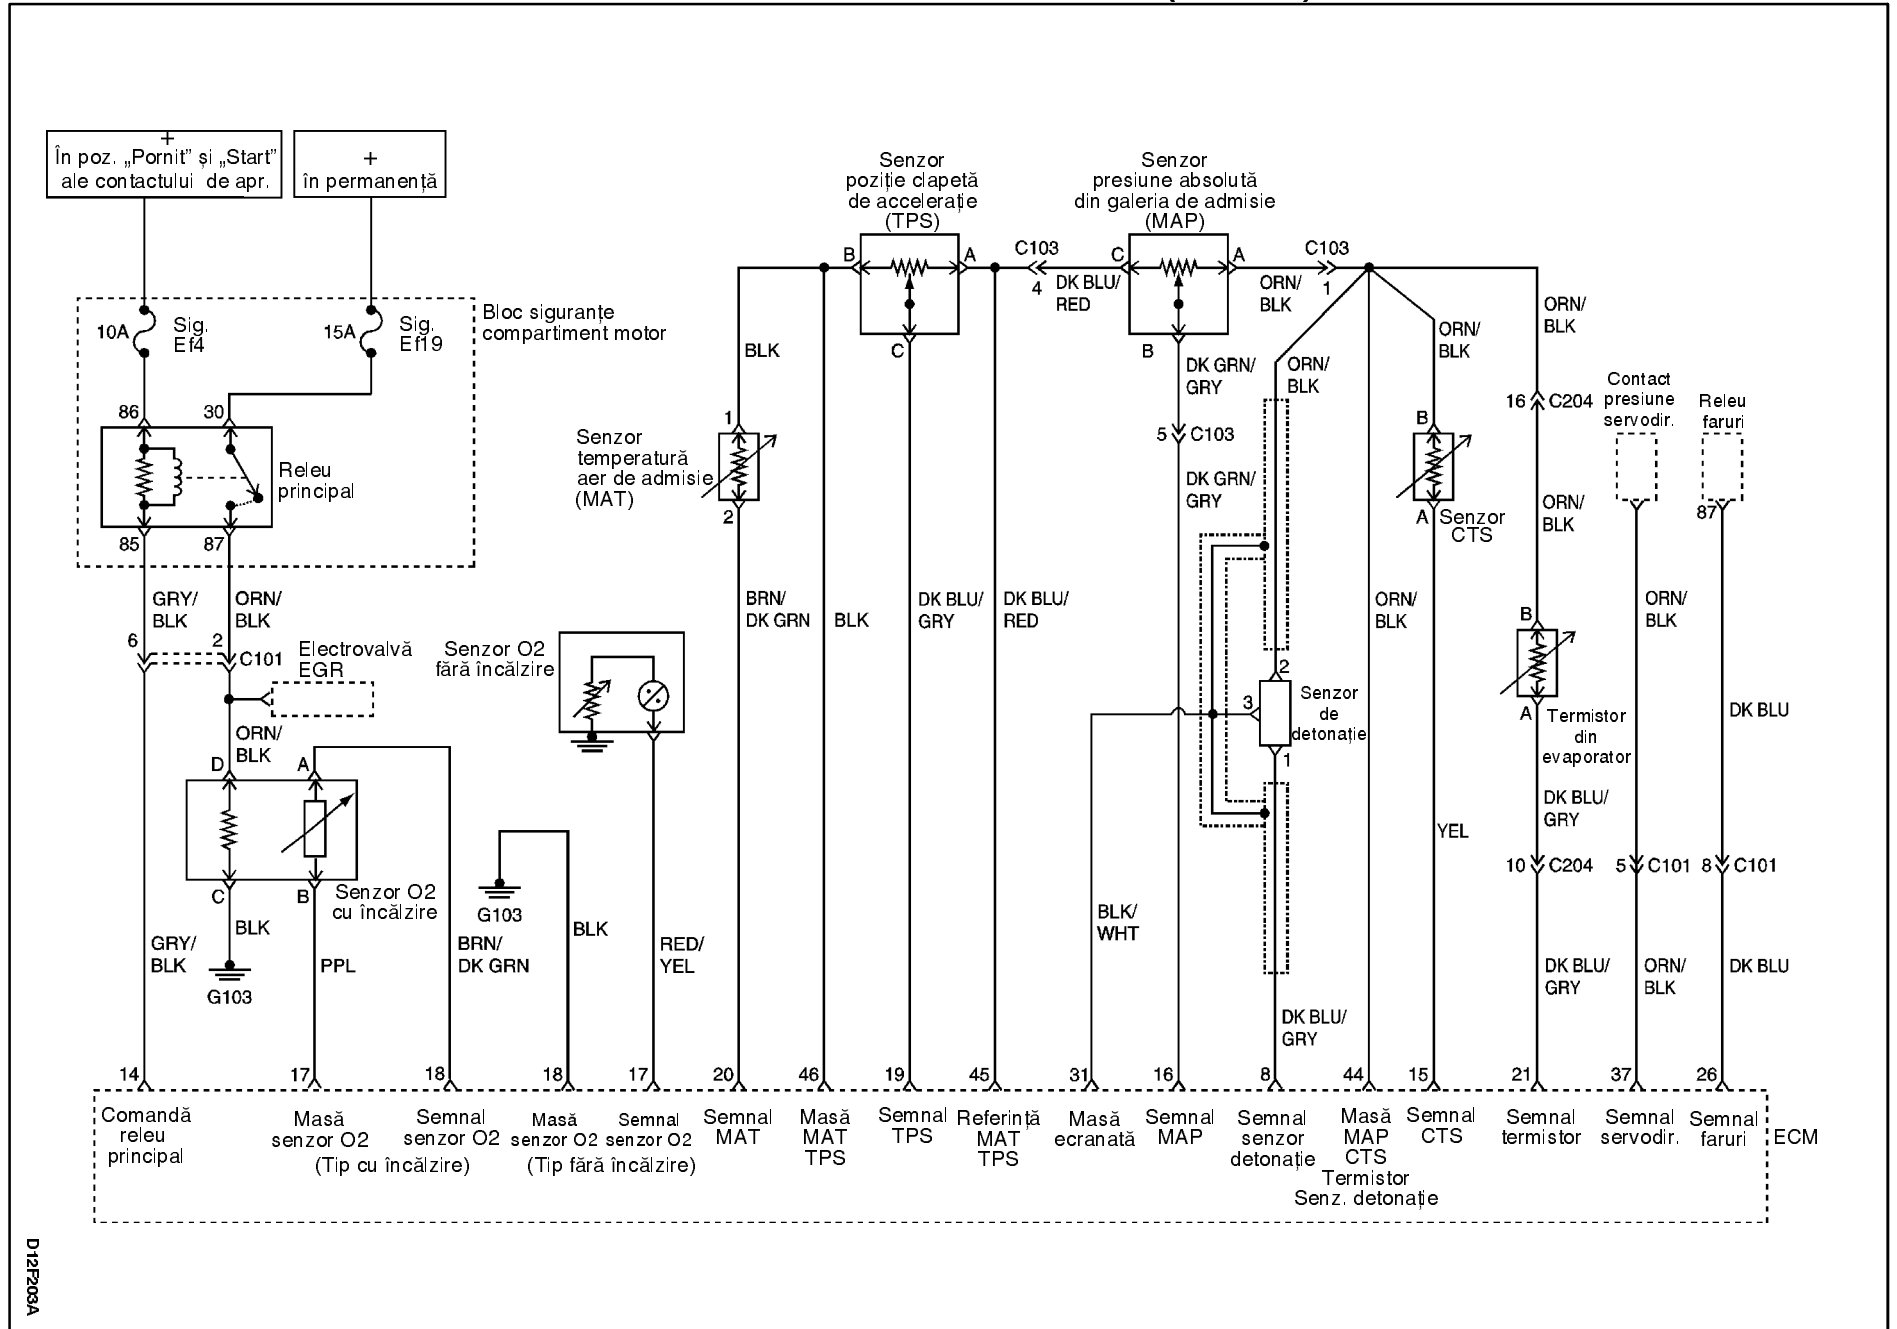 +
În poz. „Pornit” și „Start”
ale contactului de apr.
+
în permanență
10A
Sig.
Ef4
15A
Sig.
Ef19
Bloc siguranțe
compartiment motor
86
30
Releu
principal
85
87
GRY/
BLK
ORN/
BLK
6
2
C101
Electrovalvă
EGR
ORN/
BLK
D
A
C
B
Senzor O2
cu încălzire
BLK
G103
GRY/
BLK
PPL
BRN/
DK GRN
Senzor O2
fără încălzire
G103
BLK
RED/
YEL
Senzor
poziție clapetă
de accelerație
(TPS)
B
A
C
BLK
1
Senzor
temperatură
aer de admisie
(MAT)
2
BRN/
DK GRN
BLK
DK BLU/
GRY
DK BLU/
RED
C103
4
DK BLU/
RED
Senzor
presiune absolută
din galeria de admisie
(MAP)
C
A
B
ORN/
BLK
C103
1
DK GRN/
GRY
5
C103
DK GRN/
GRY
ORN/
BLK
ORN/
BLK
ORN/
BLK
B
A
Senzor
CTS
16
C204
ORN/
BLK
Contact
presiune
servodir.
Releu
faruri
87
ORN/
BLK
ORN/
BLK
2
3
Senzor
de
detonație
1
B
A
Termistor
din
evaporator
DK BLU
DK BLU/
GRY
YEL
10
C204
5
C101
8
C101
BLK/
WHT
DK BLU/
GRY
DK BLU/
GRY
ORN/
BLK
DK BLU
14
17
18
18
17
20
46
19
45
31
16
8
44
15
21
37
26
Comandă
releu
principal
Masă
senzor O2
Semnal
senzor O2
(Tip cu încălzire)
Masă
senzor O2
Semnal
senzor O2
(Tip fără încălzire)
Semnal
MAT
Masă
MAT
TPS
Semnal
TPS
Referință
MAT
TPS
Masă
ecranată
Semnal
MAP
Semnal
senzor
detonație
Masă
MAP
CTS
Termistor
Senz. detonație
Semnal
CTS
Semnal
termistor
Semnal
servodir.
Semnal
faruri
ECM
D12F203A